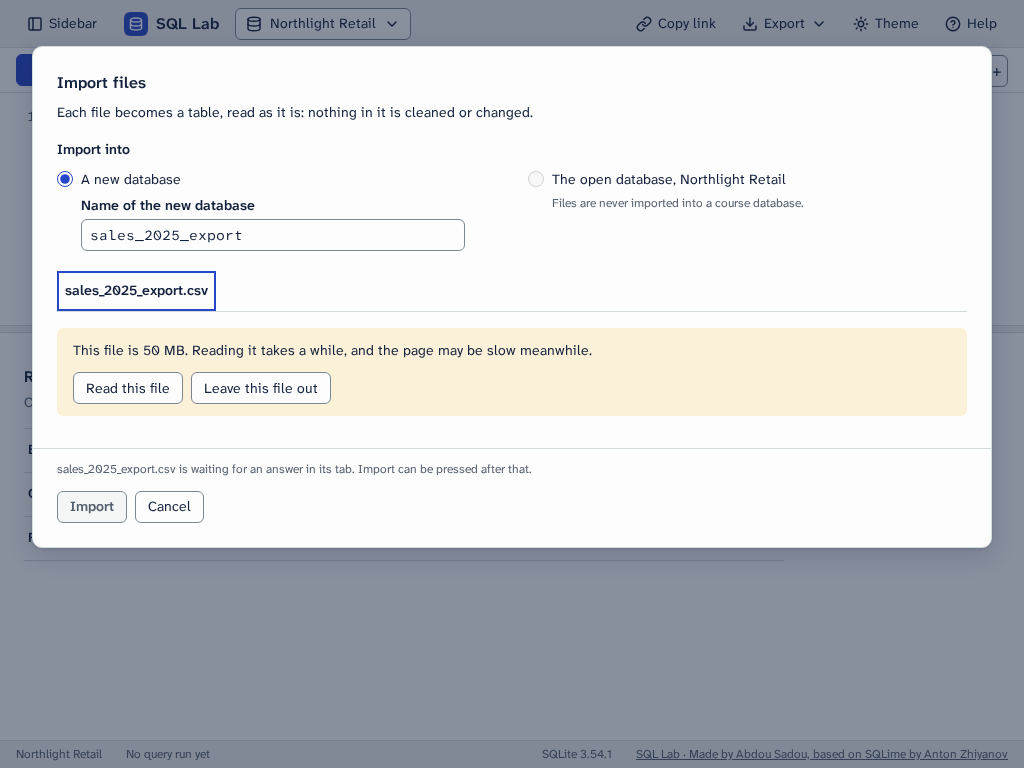 Sidebar
SQL Lab
Northlight Retail
Copy link
Export
Theme
Help
Import files
Each file becomes a table, read as it is: nothing in it is cleaned or changed.
Import into
A new database
The open database, Northlight Retail
Name of the new database
Files are never imported into a course database.
sales_2025_export
sales_2025_export.csv
This file is 50 MB. Reading it takes a while, and the page may be slow meanwhile.
Read this file
Leave this file out
sales_2025_export.csv is waiting for an answer in its tab. Import can be pressed after that.
Import
Cancel
Northlight Retail
No query run yet
SQLite 3.54.1
SQL Lab · Made by Abdou Sadou, based on SQLime by Anton Zhiyanov